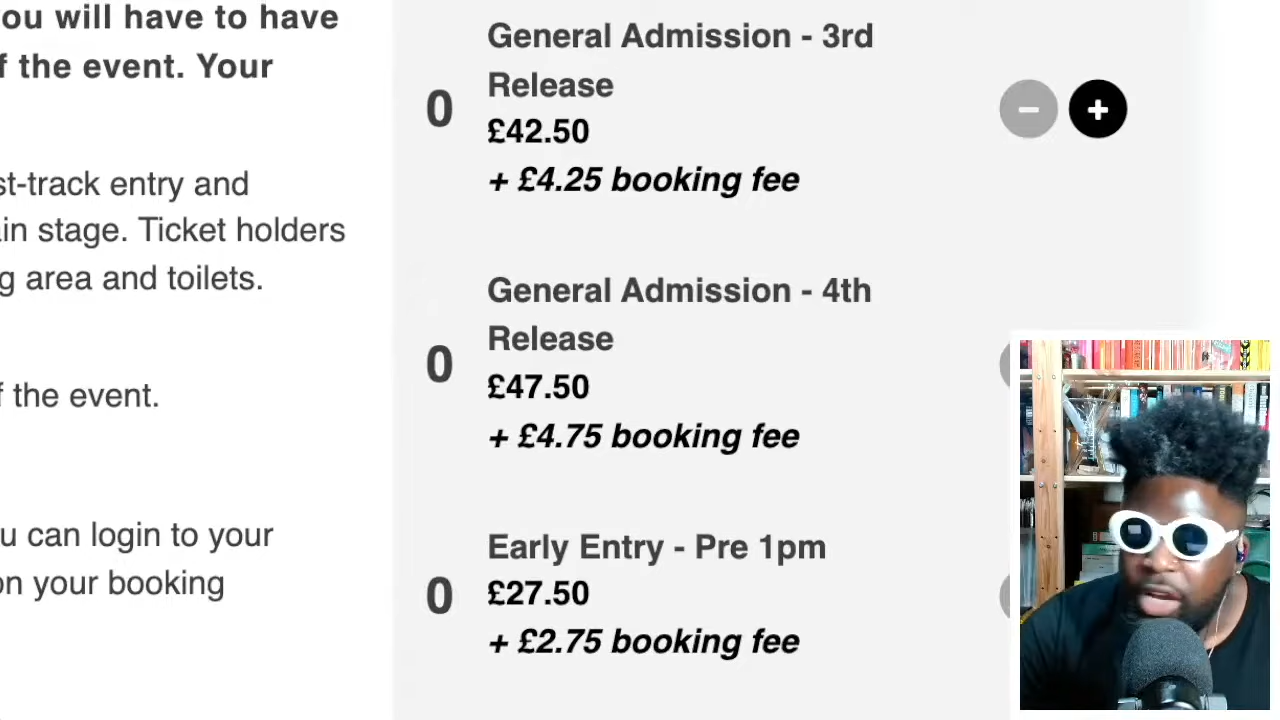 ou will have to have
f the event. Your
st-track entry and
in stage. Ticket holders
g area and toilets.
f the event.
u can login to your
on your booking
General Admission - 3rd
Release
0
£42.50
+ £4.25 booking fee
General Admission - 4th
Release
0
£47.50
+ £4.75 booking fee
Early Entry - Pre 1pm
0
£27.50
+ £2.75 booking fee